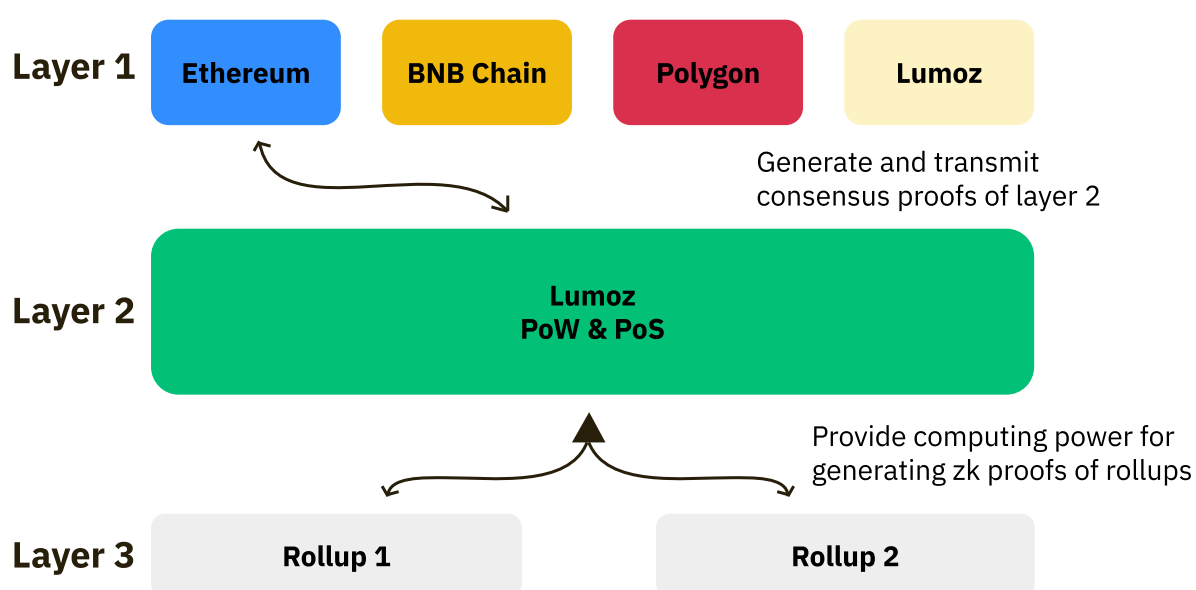 Layer 1
Ethereum
BNB Chain
Polygon
Lumoz
Generate and transmit
consensus proofs of layer 2
Layer 2
Lumoz
PoW & PoS
Provide computing power for
generating zk proofs of rollups
Layer 3
Rollup 1
Rollup 2